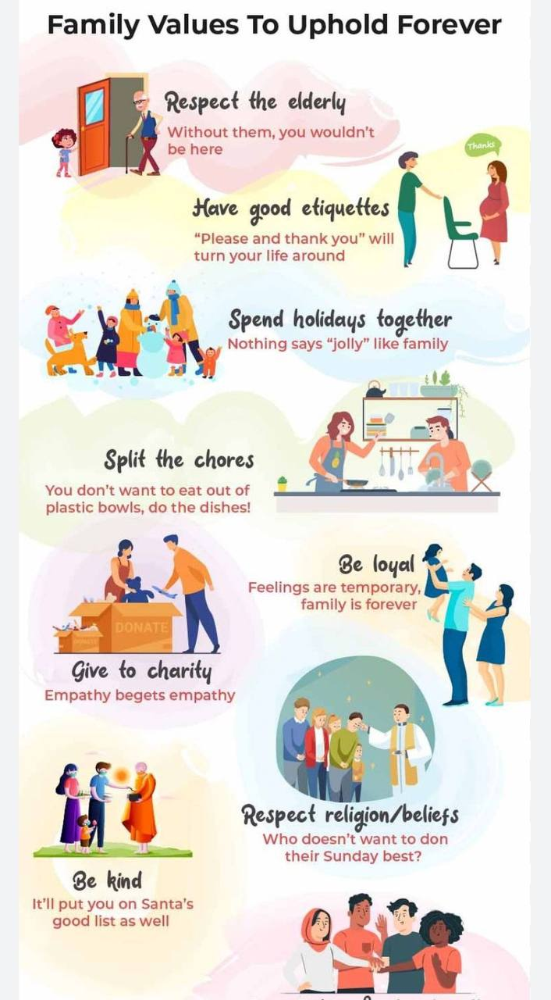 Family Values To Uphold Forever
Respect the elderly
Without them, you wouldn't
be here
Thanks
Have good etiquettes
“Please and thank you” will
turn your life around
Spend holidays together
Nothing says “jolly” like family
Split the chores
You don't want to eat out of
plastic bowls, do the dishes!
Be loyal
Feelings are temporary,
family is forever
DONATE
DONATE
Give to charity
Empathy begets empathy
Respect religion/beliefs
Who doesn't want to don
their Sunday best?
Be kind
It'll put you on Santa's
good list as well